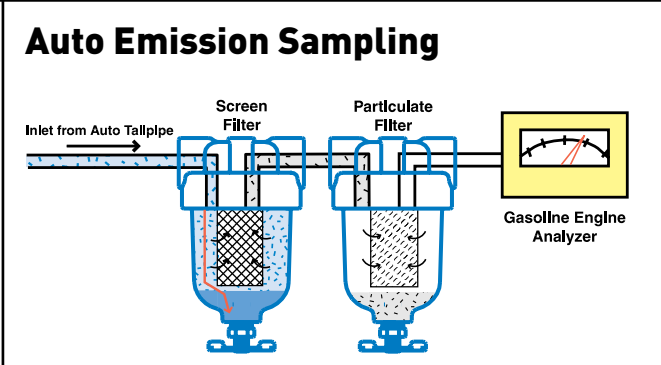 Auto Emission Sampling
Inlet from Auto Tailpipe
Screen
Filter
Particulate
Filter
Gasoline Engine
Analyzer